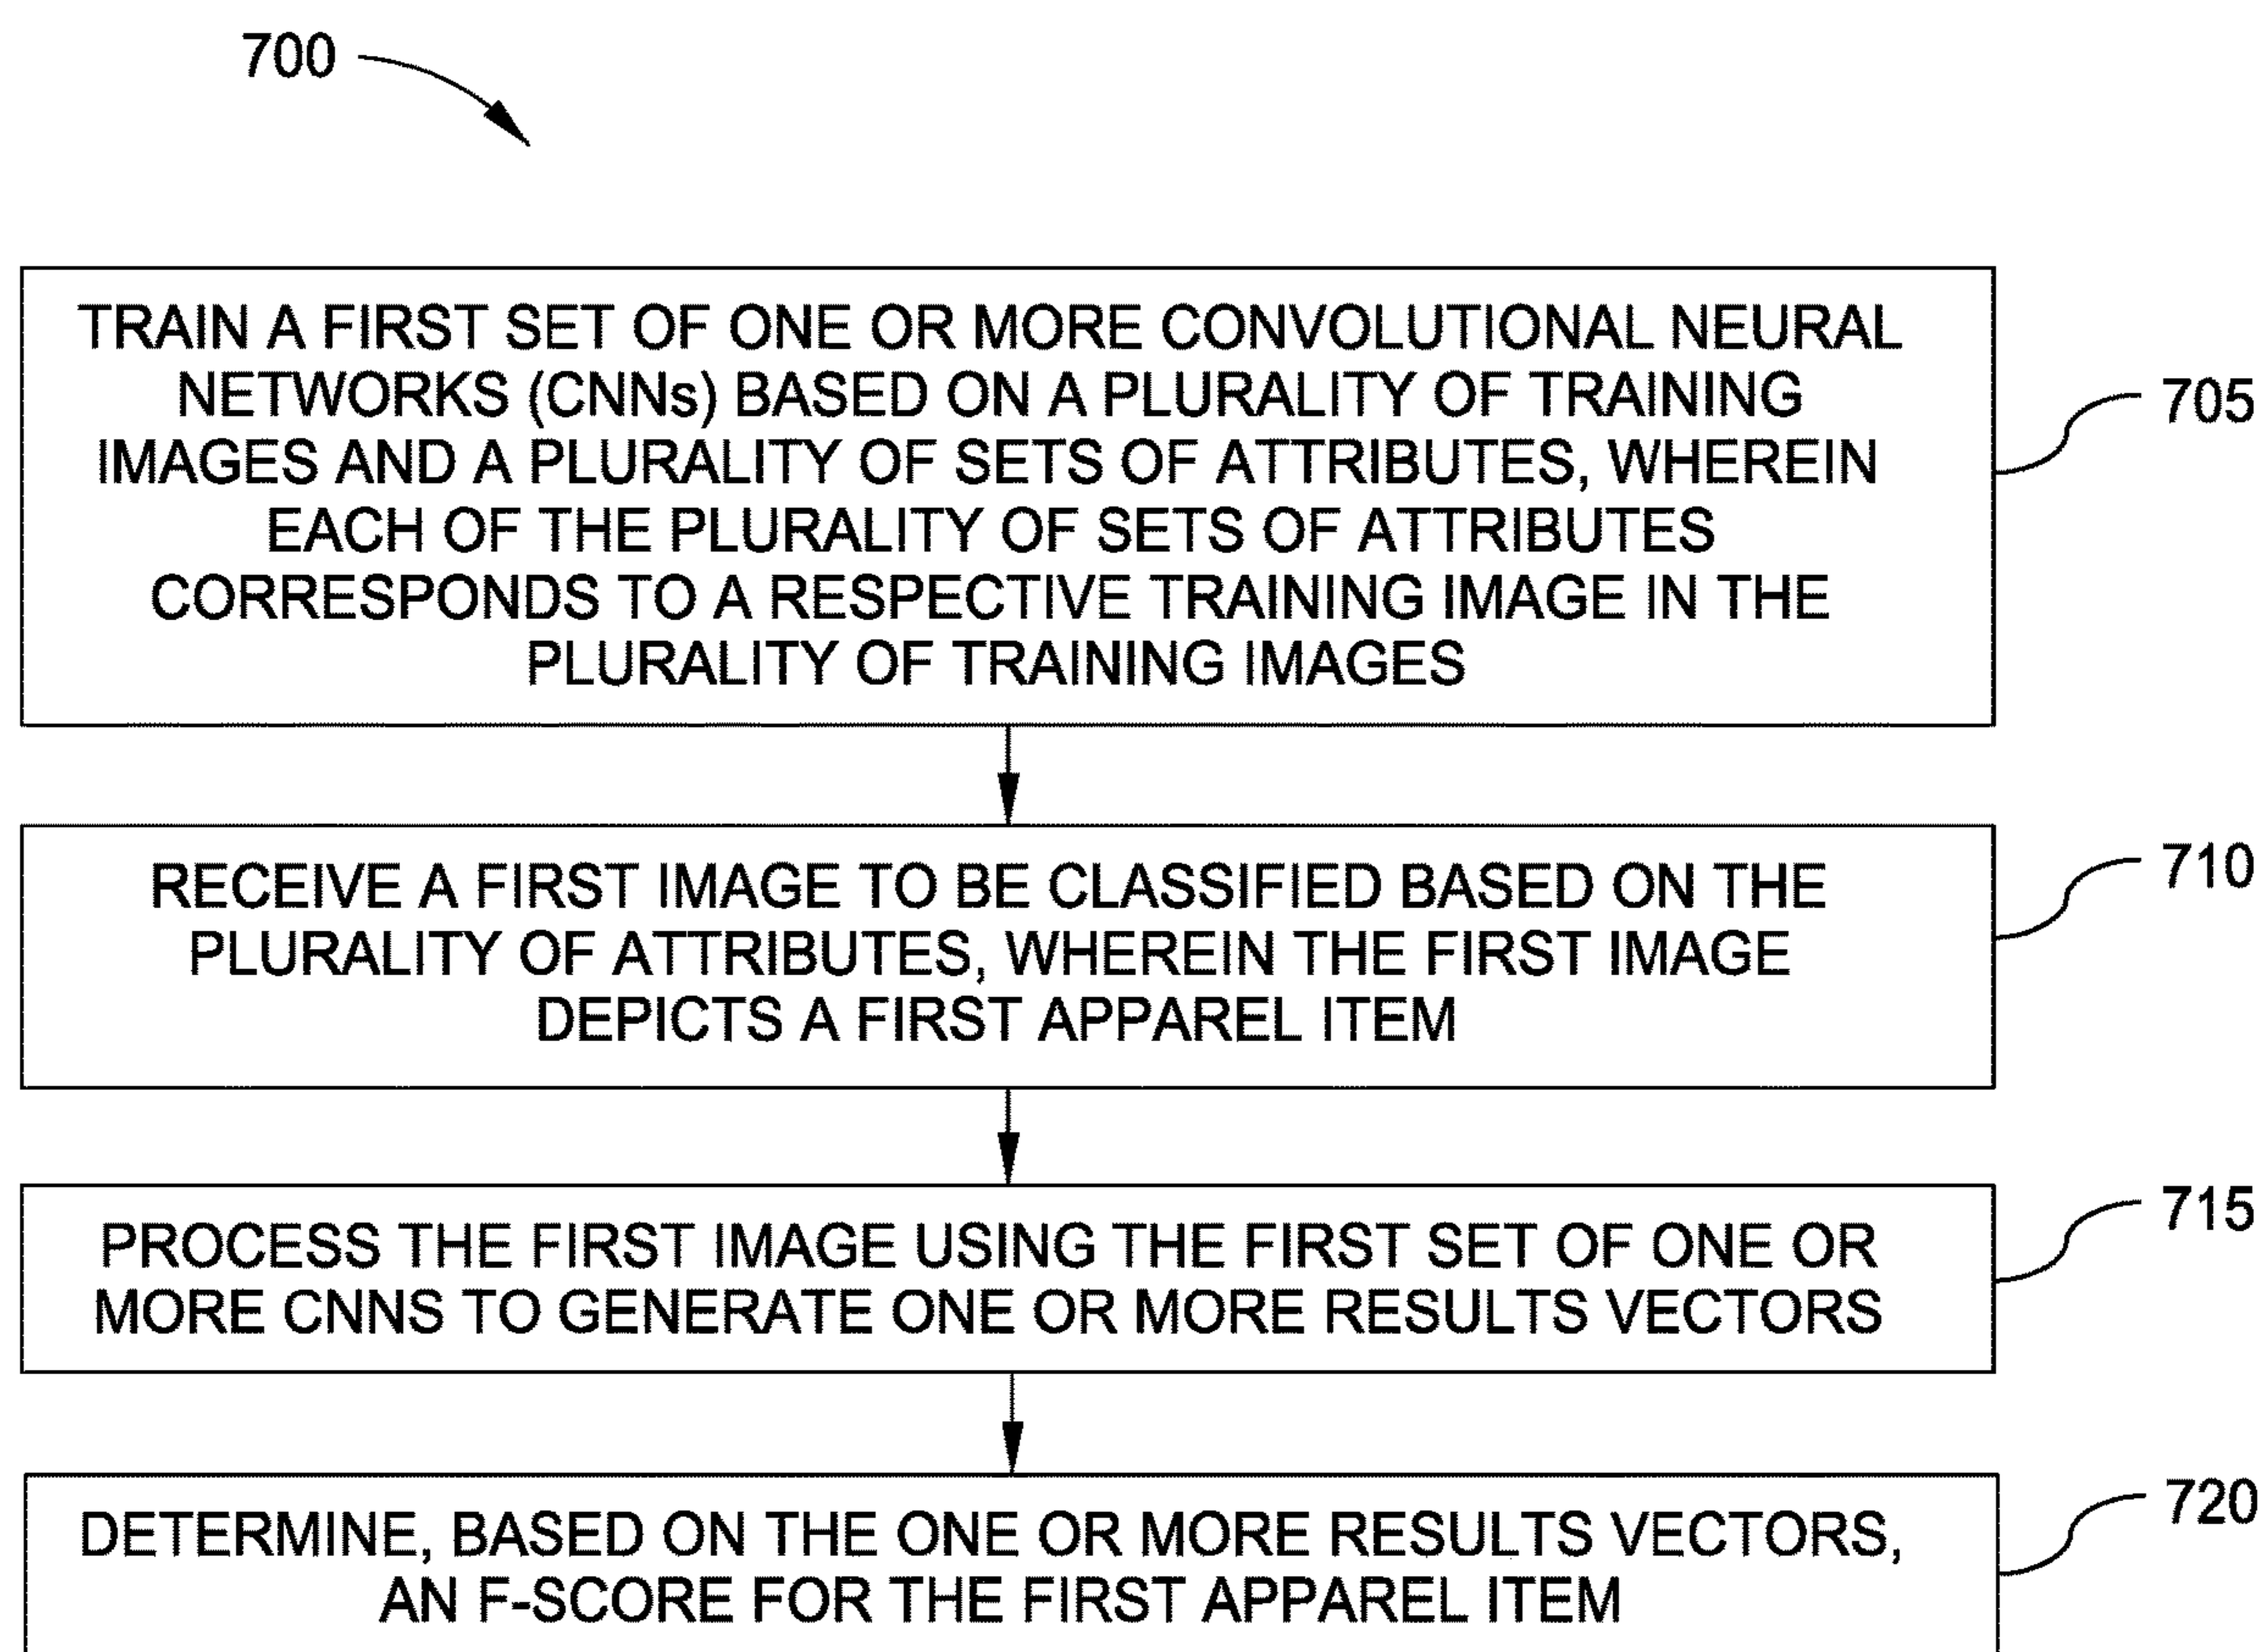 700
TRAIN A FIRST SET OF ONE OR MORE CONVOLUTIONAL NEURAL
NETWORKS (CNNs) BASED ON A PLURALITY OF TRAINING
IMAGES AND A PLURALITY OF SETS OF ATTRIBUTES, WHEREIN
EACH OF THE PLURALITY OF SETS OF ATTRIBUTES
CORRESPONDS TO A RESPECTIVE TRAINING IMAGE IN THE
PLURALITY OF TRAINING IMAGES
705
RECEIVE A FIRST IMAGE TO BE CLASSIFIED BASED ON THE
PLURALITY OF ATTRIBUTES, WHEREIN THE FIRST IMAGE
DEPICTS A FIRST APPAREL ITEM
710
PROCESS THE FIRST IMAGE USING THE FIRST SET OF ONE OR
MORE CNNS TO GENERATE ONE OR MORE RESULTS VECTORS
715
DETERMINE, BASED ON THE ONE OR MORE RESULTS VECTORS,
AN F-SCORE FOR THE FIRST APPAREL ITEM
720